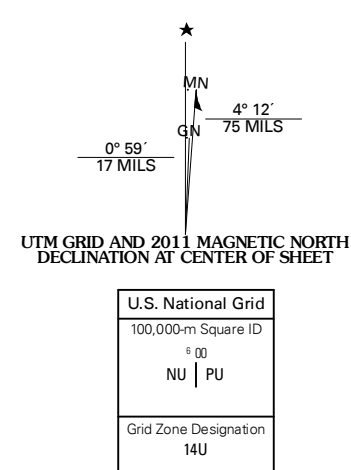 MN
GN
4° 12´
75 MILS
0° 59´
17 MILS
UTM GRID AND 2011 MAGNETIC NORTH
DECLINATION AT CENTER OF SHEET
U.S. National Grid
100,000-m Square ID
6 00
NU PU
Grid Zone Designation
14U